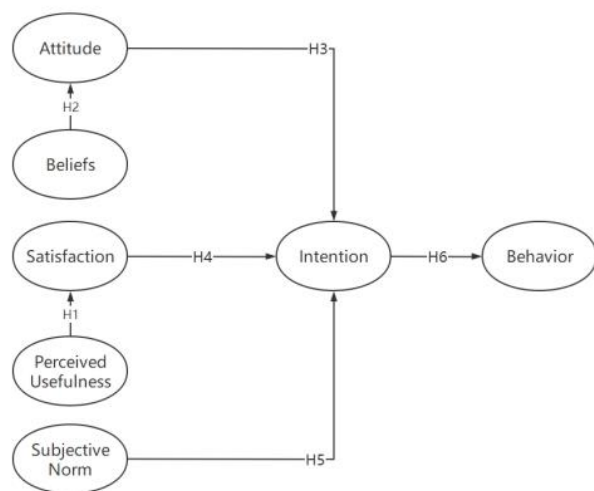 Attitude
H3
H2
Beliefs
Satisfaction
H4
Intention
H6
Behavior
H1
Perceived
Usefulness
Subjective
Norm
H5